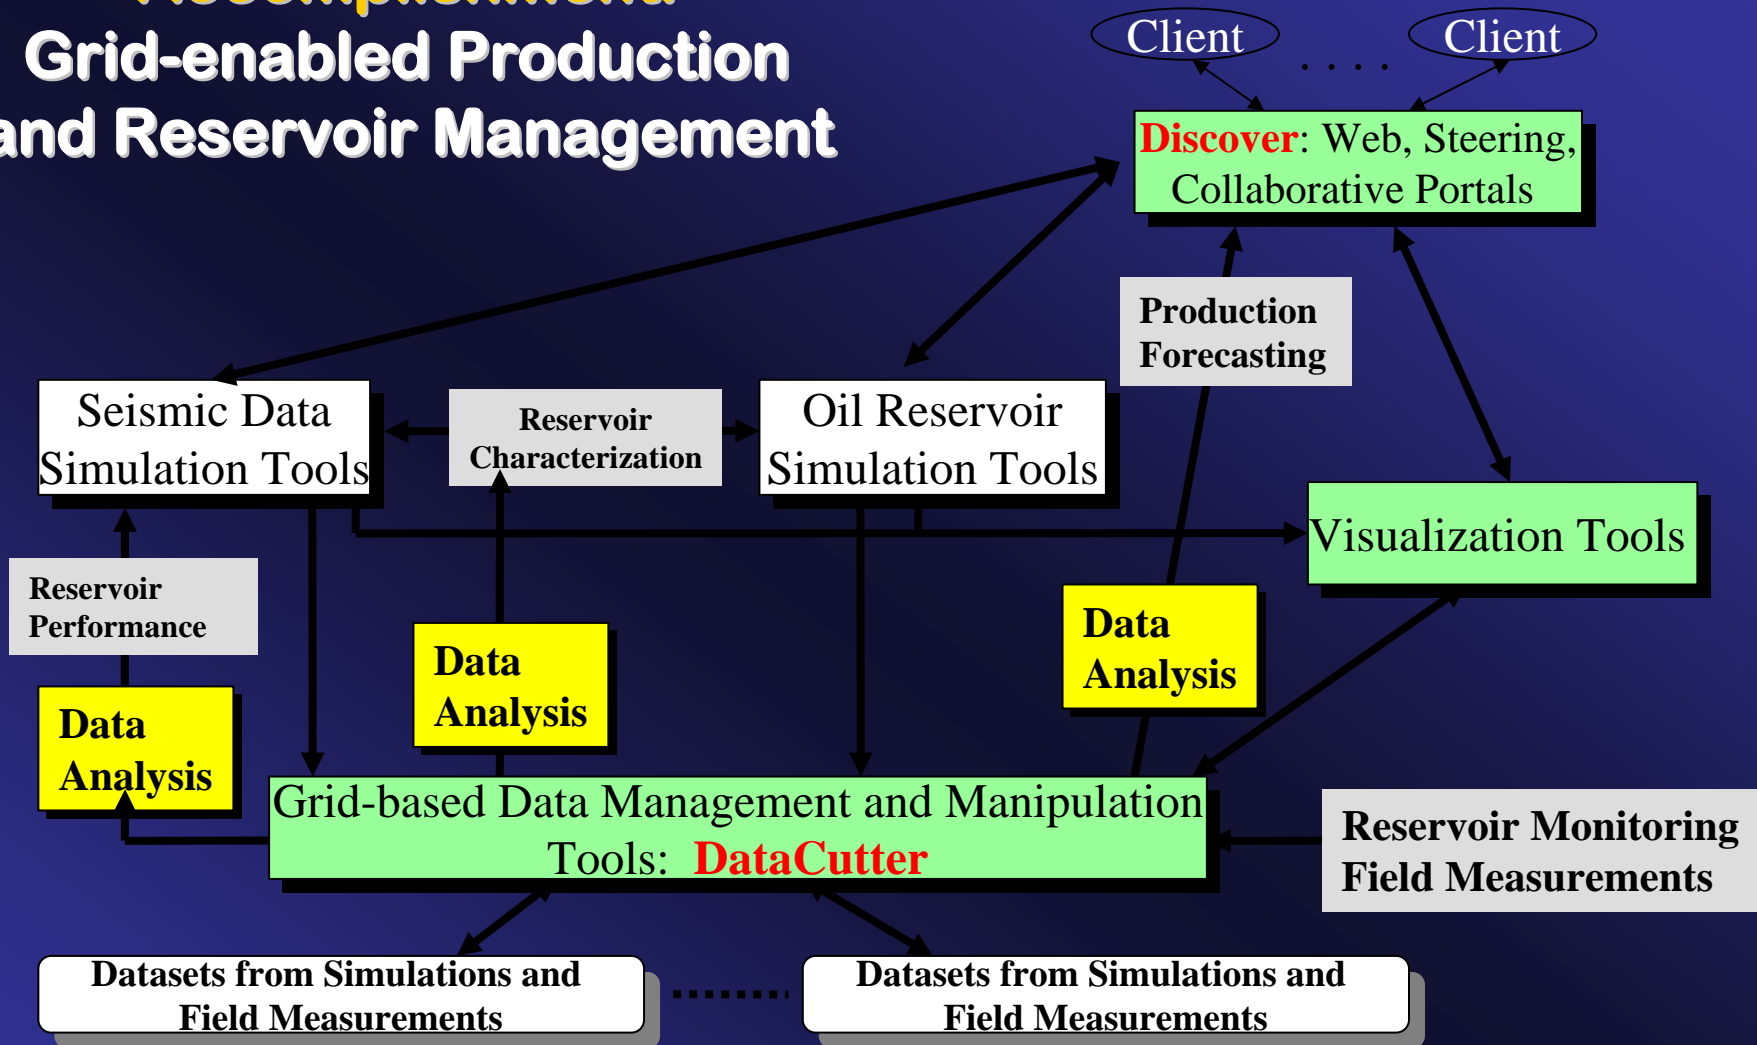 Accomplishment:
Grid-enabled Production
and Reservoir Management
Client
. . . .
Client
Discover: Web, Steering,
Collaborative Portals
Production
Forecasting
Seismic Data
Simulation Tools
Reservoir
Characterization
Oil Reservoir
Simulation Tools
Visualization Tools
Reservoir
Performance
Data
Analysis
Data
Analysis
Data
Analysis
Grid-based Data Management and Manipulation
Tools: DataCutter
Reservoir Monitoring
Field Measurements
Datasets from Simulations and
Field Measurements
Datasets from Simulations and
Field Measurements